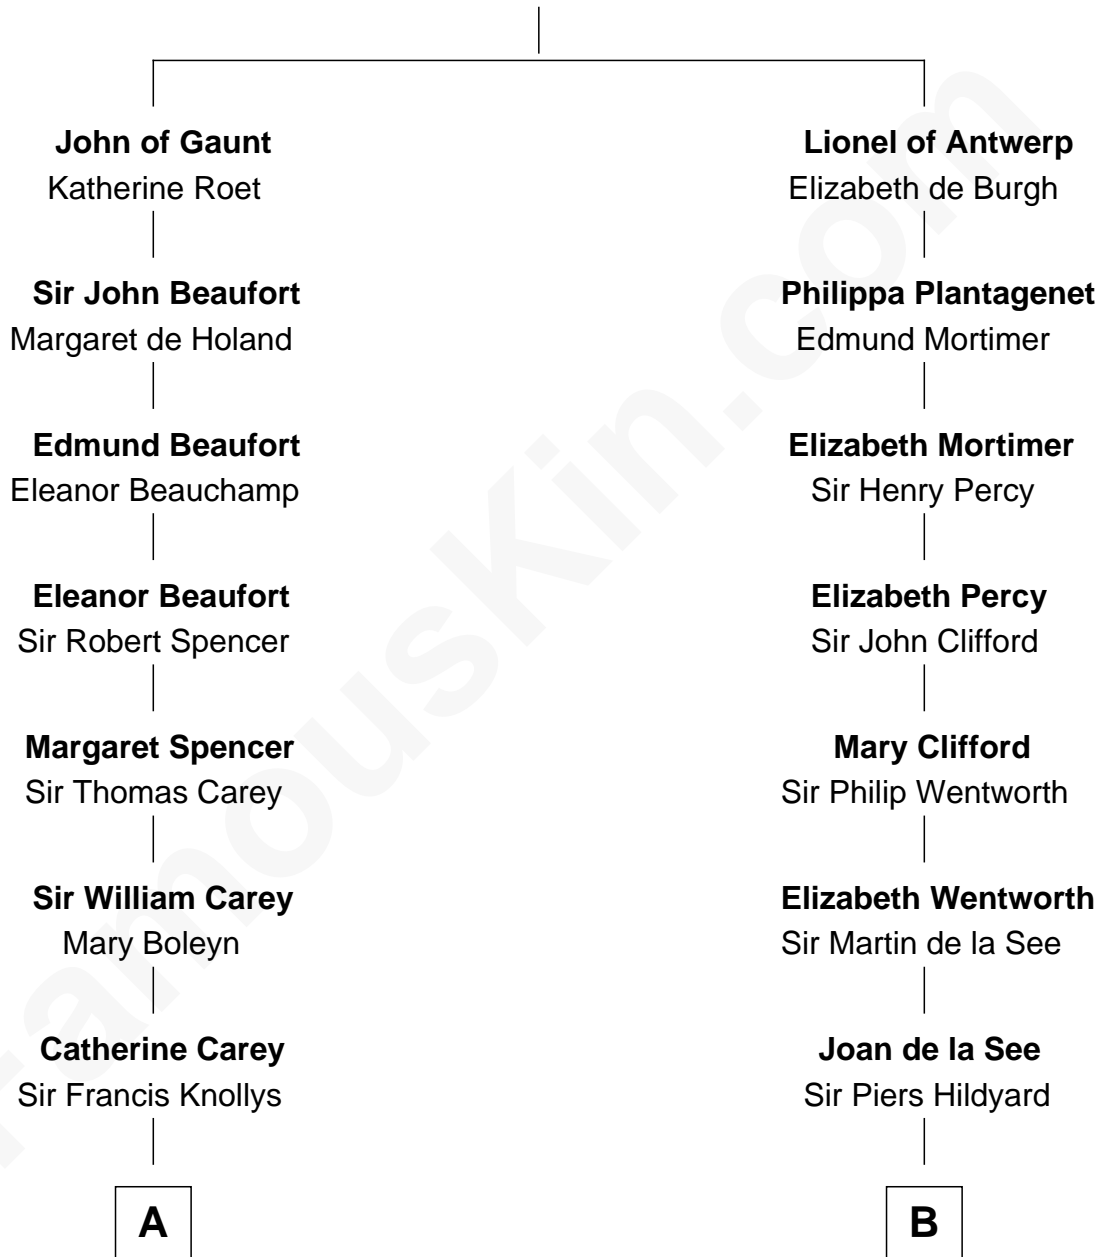 John of Gaunt
Katherine Roet
Sir John Beaufort
Margaret de Holand
Edmund Beaufort
Eleanor Beauchamp
Eleanor Beaufort
Sir Robert Spencer
Margaret Spencer
Sir Thomas Carey
Sir William Carey
Mary Boleyn
Catherine Carey
Sir Francis Knollys
A
Lionel of Antwerp
Elizabeth de Burgh
Philippa Plantagenet
Edmund Mortimer
Elizabeth Mortimer
Sir Henry Percy
Elizabeth Percy
Sir John Clifford
Mary Clifford
Sir Philip Wentworth
Elizabeth Wentworth
Sir Martin de la See
Joan de la See
Sir Piers Hildyard
B
FamousKin.com